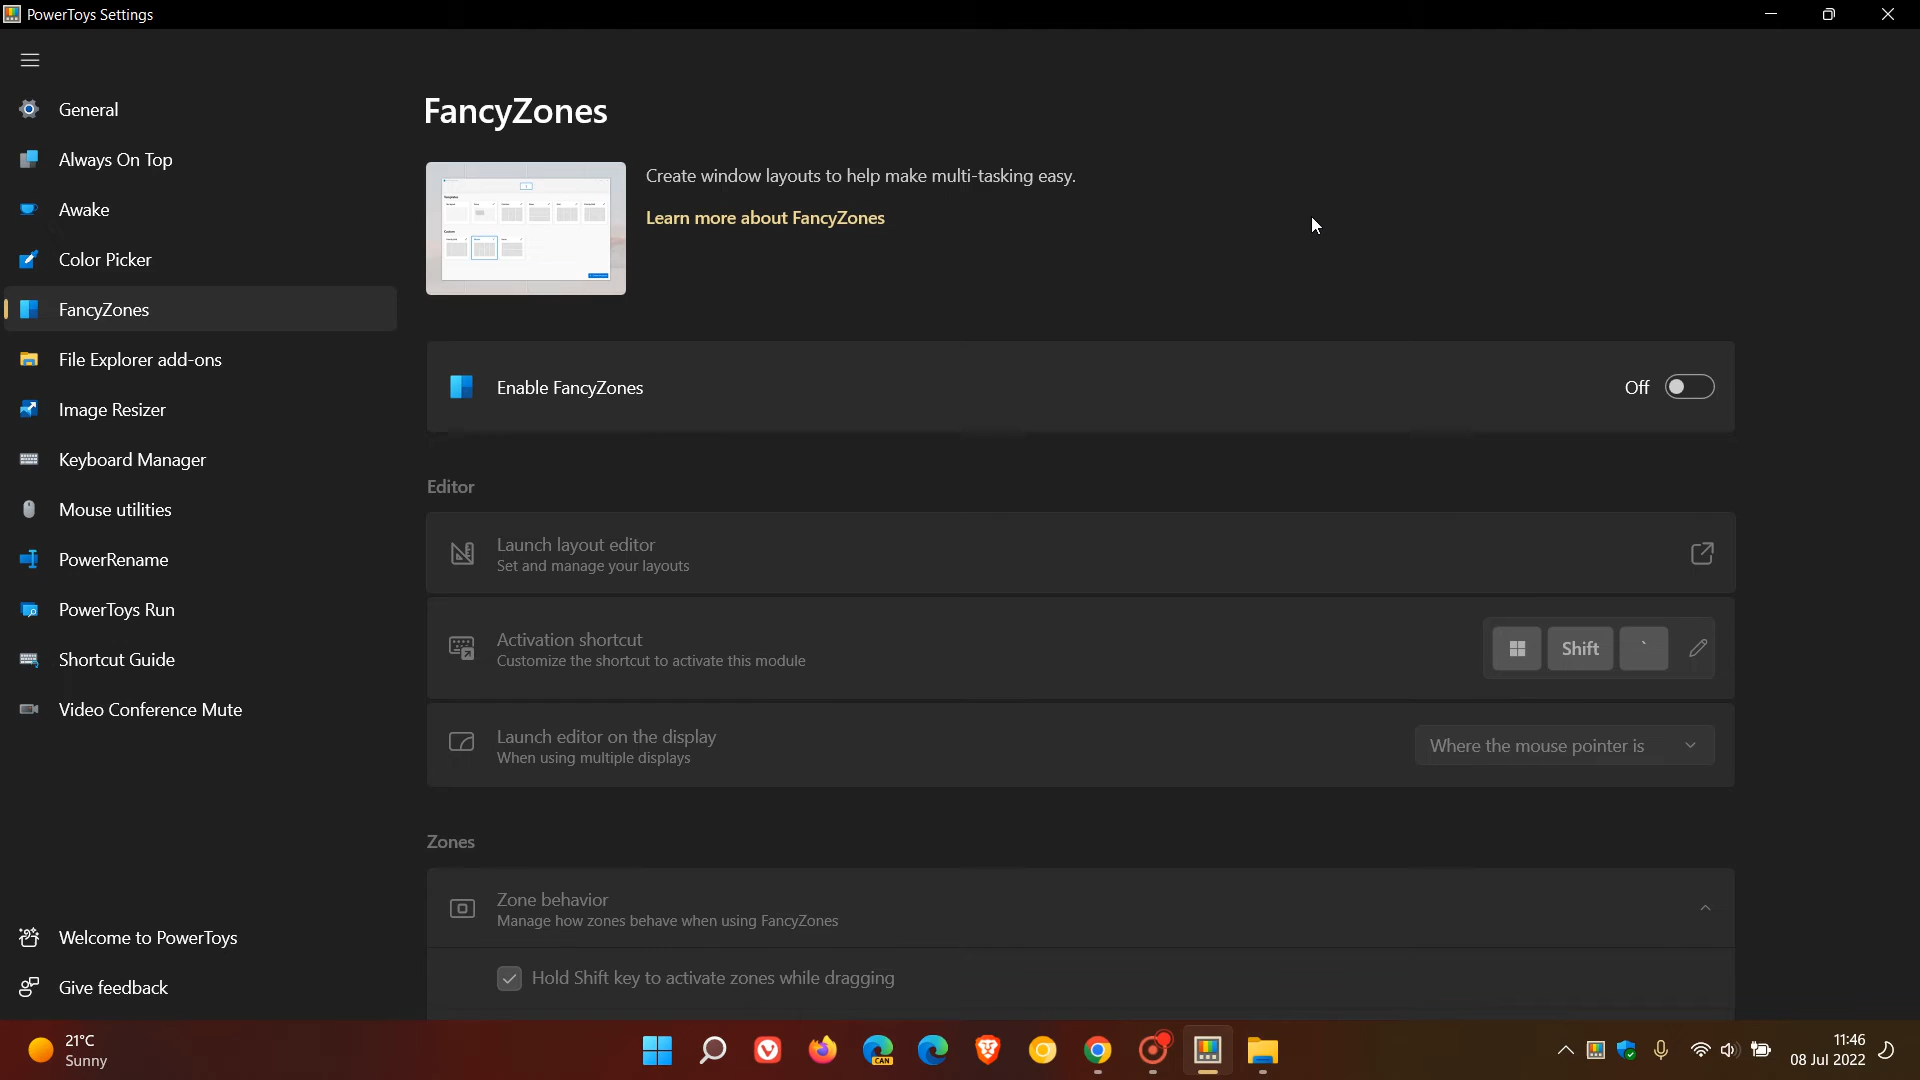 PowerToys Settings
General
Always On Top
Awake
Color Picker
FancyZones
File Explorer add-ons
Image Resizer
Keyboard Manager
Mouse utilities
PowerRename
PowerToys Run
Shortcut Guide
Video Conference Mute
Welcome to PowerToys
Give feedback
FancyZones
Create window layouts to help make multi-tasking easy.
Learn more about FancyZones
Enable FancyZones
Off
Editor
Launch layout editor
Set and manage your layouts
Activation shortcut
Customize the shortcut to activate this module
Shift
`
Launch editor on the display
When using multiple displays
Where the mouse pointer is
Zones
Zone behavior
Manage how zones behave when using FancyZones
Hold Shift key to activate zones while dragging
21°C
Sunny
CAN
11:46
08 Jul 2022